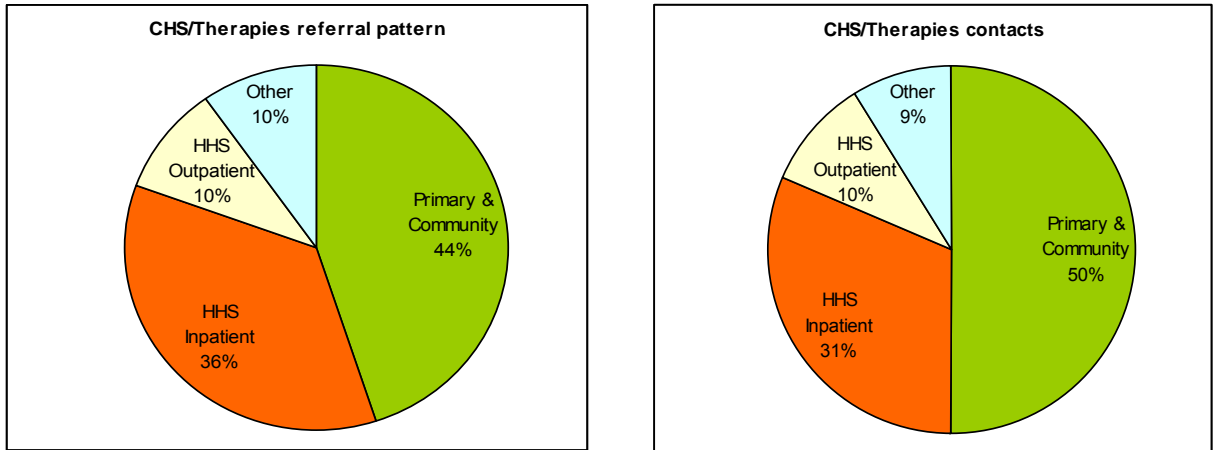 CHS/Therapies referral pattern
Other
10%
HHS
Outpatient
10%
Primary &
Community
44%
HHS
Inpatient
36%
CHS/Therapies contacts
Other
9%
HHS
Outpatient
10%
Primary &
Community
50%
HHS
Inpatient
31%